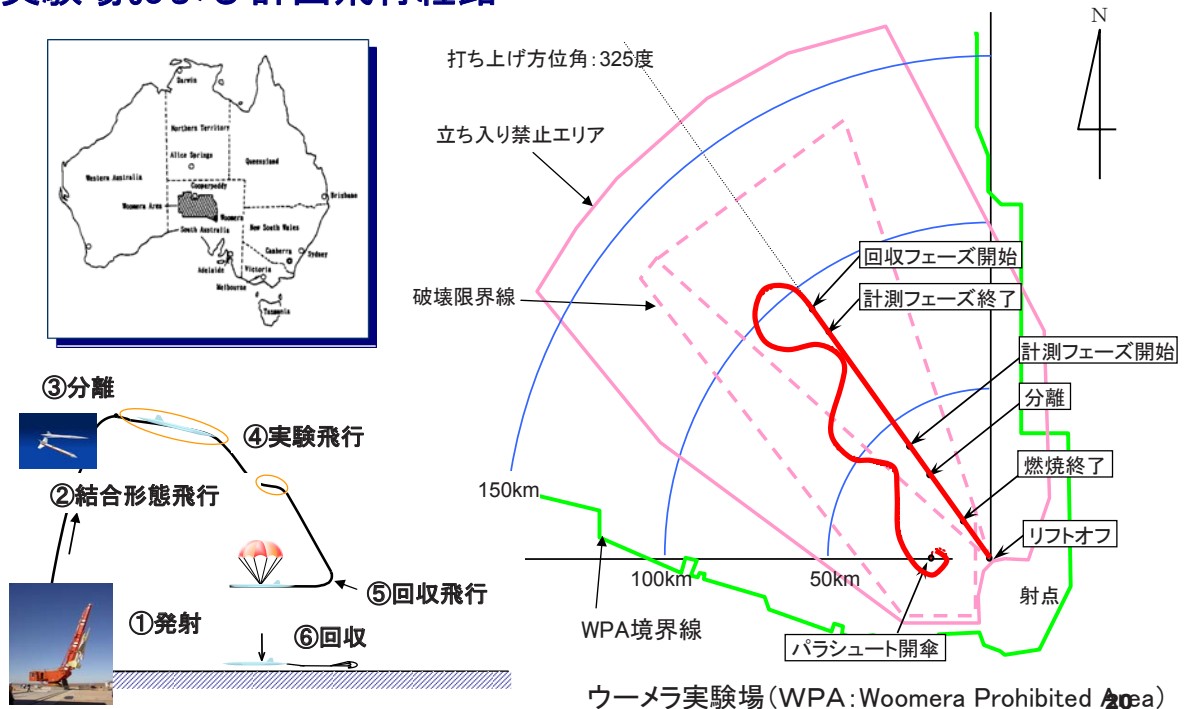 実験場および計画飛行経路
Darwin
Northern Territory
Alice Springs
Queensland
Western Australia
Cooperpeddy
Brisbane
Woomera Area
Woomera
South Australia
New South Wales
Canberra
Sydney
Adelaide
Victoria
Melbourne
Tasmania
③分離
④実験飛行
②結合形態飛行
⑤回収飛行
①発射
⑥回収
N
打ち上げ方位角:325度
立ち入り禁止エリア
破壊限界線
回収フェーズ開始
計測フェーズ終了
計測フェーズ開始
分離
燃焼終了
リフトオフ
射点
150km
100km
50km
WPA境界線
パラシュート開傘
ウーメラ実験場(WPA:Woomera Prohibited Area)
20